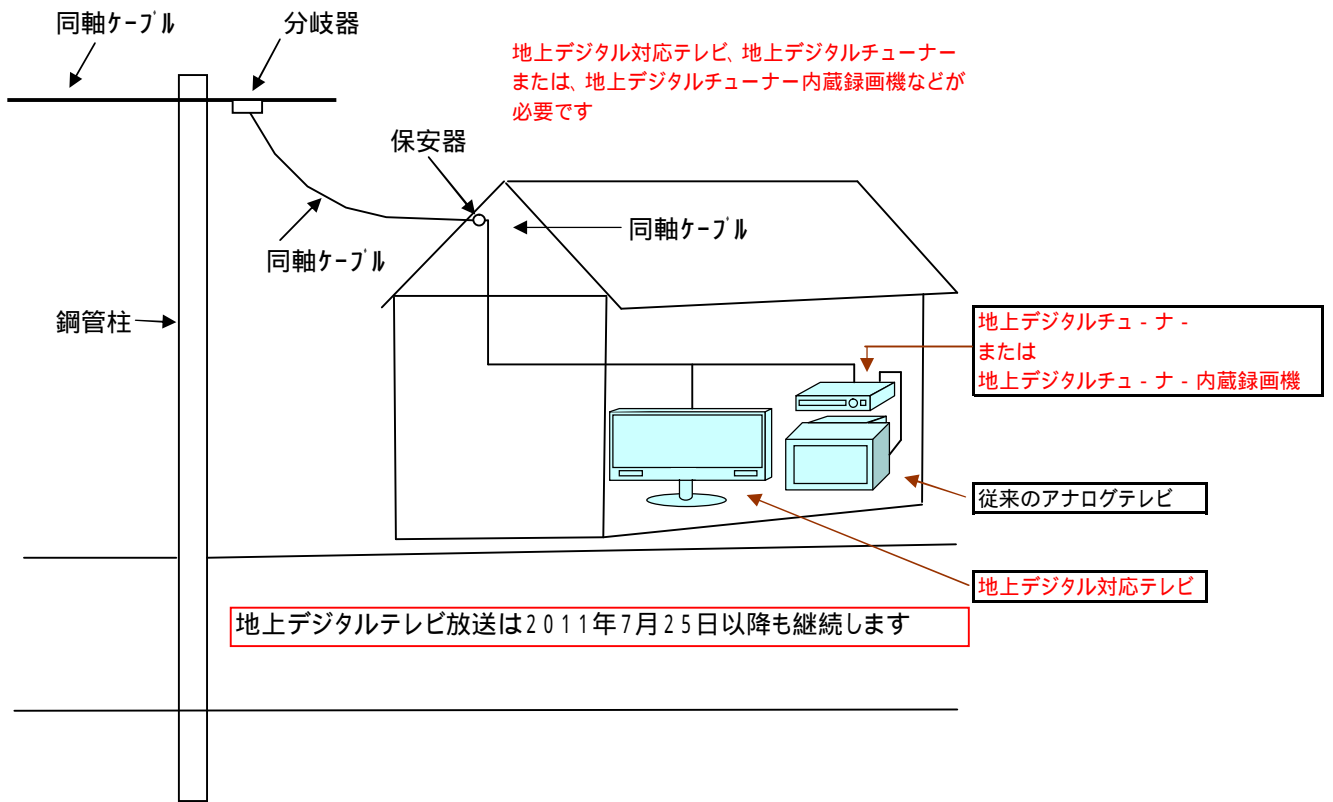 同軸ｹｰﾌﾞﾙ
分岐器
地上デジタル対応テレビ、地上デジタルチューナー
または、地上デジタルチューナー内蔵録画機などが
必要です
保安器
同軸ｹｰﾌﾞﾙ
同軸ｹｰﾌﾞﾙ
鋼管柱
地上デジタルチュ-ナ-
または
地上デジタルチュ-ナ-内蔵録画機
従来のアナログテレビ
地上デジタル対応テレビ
地上デジタルテレビ放送は2011年7月25日以降も継続します